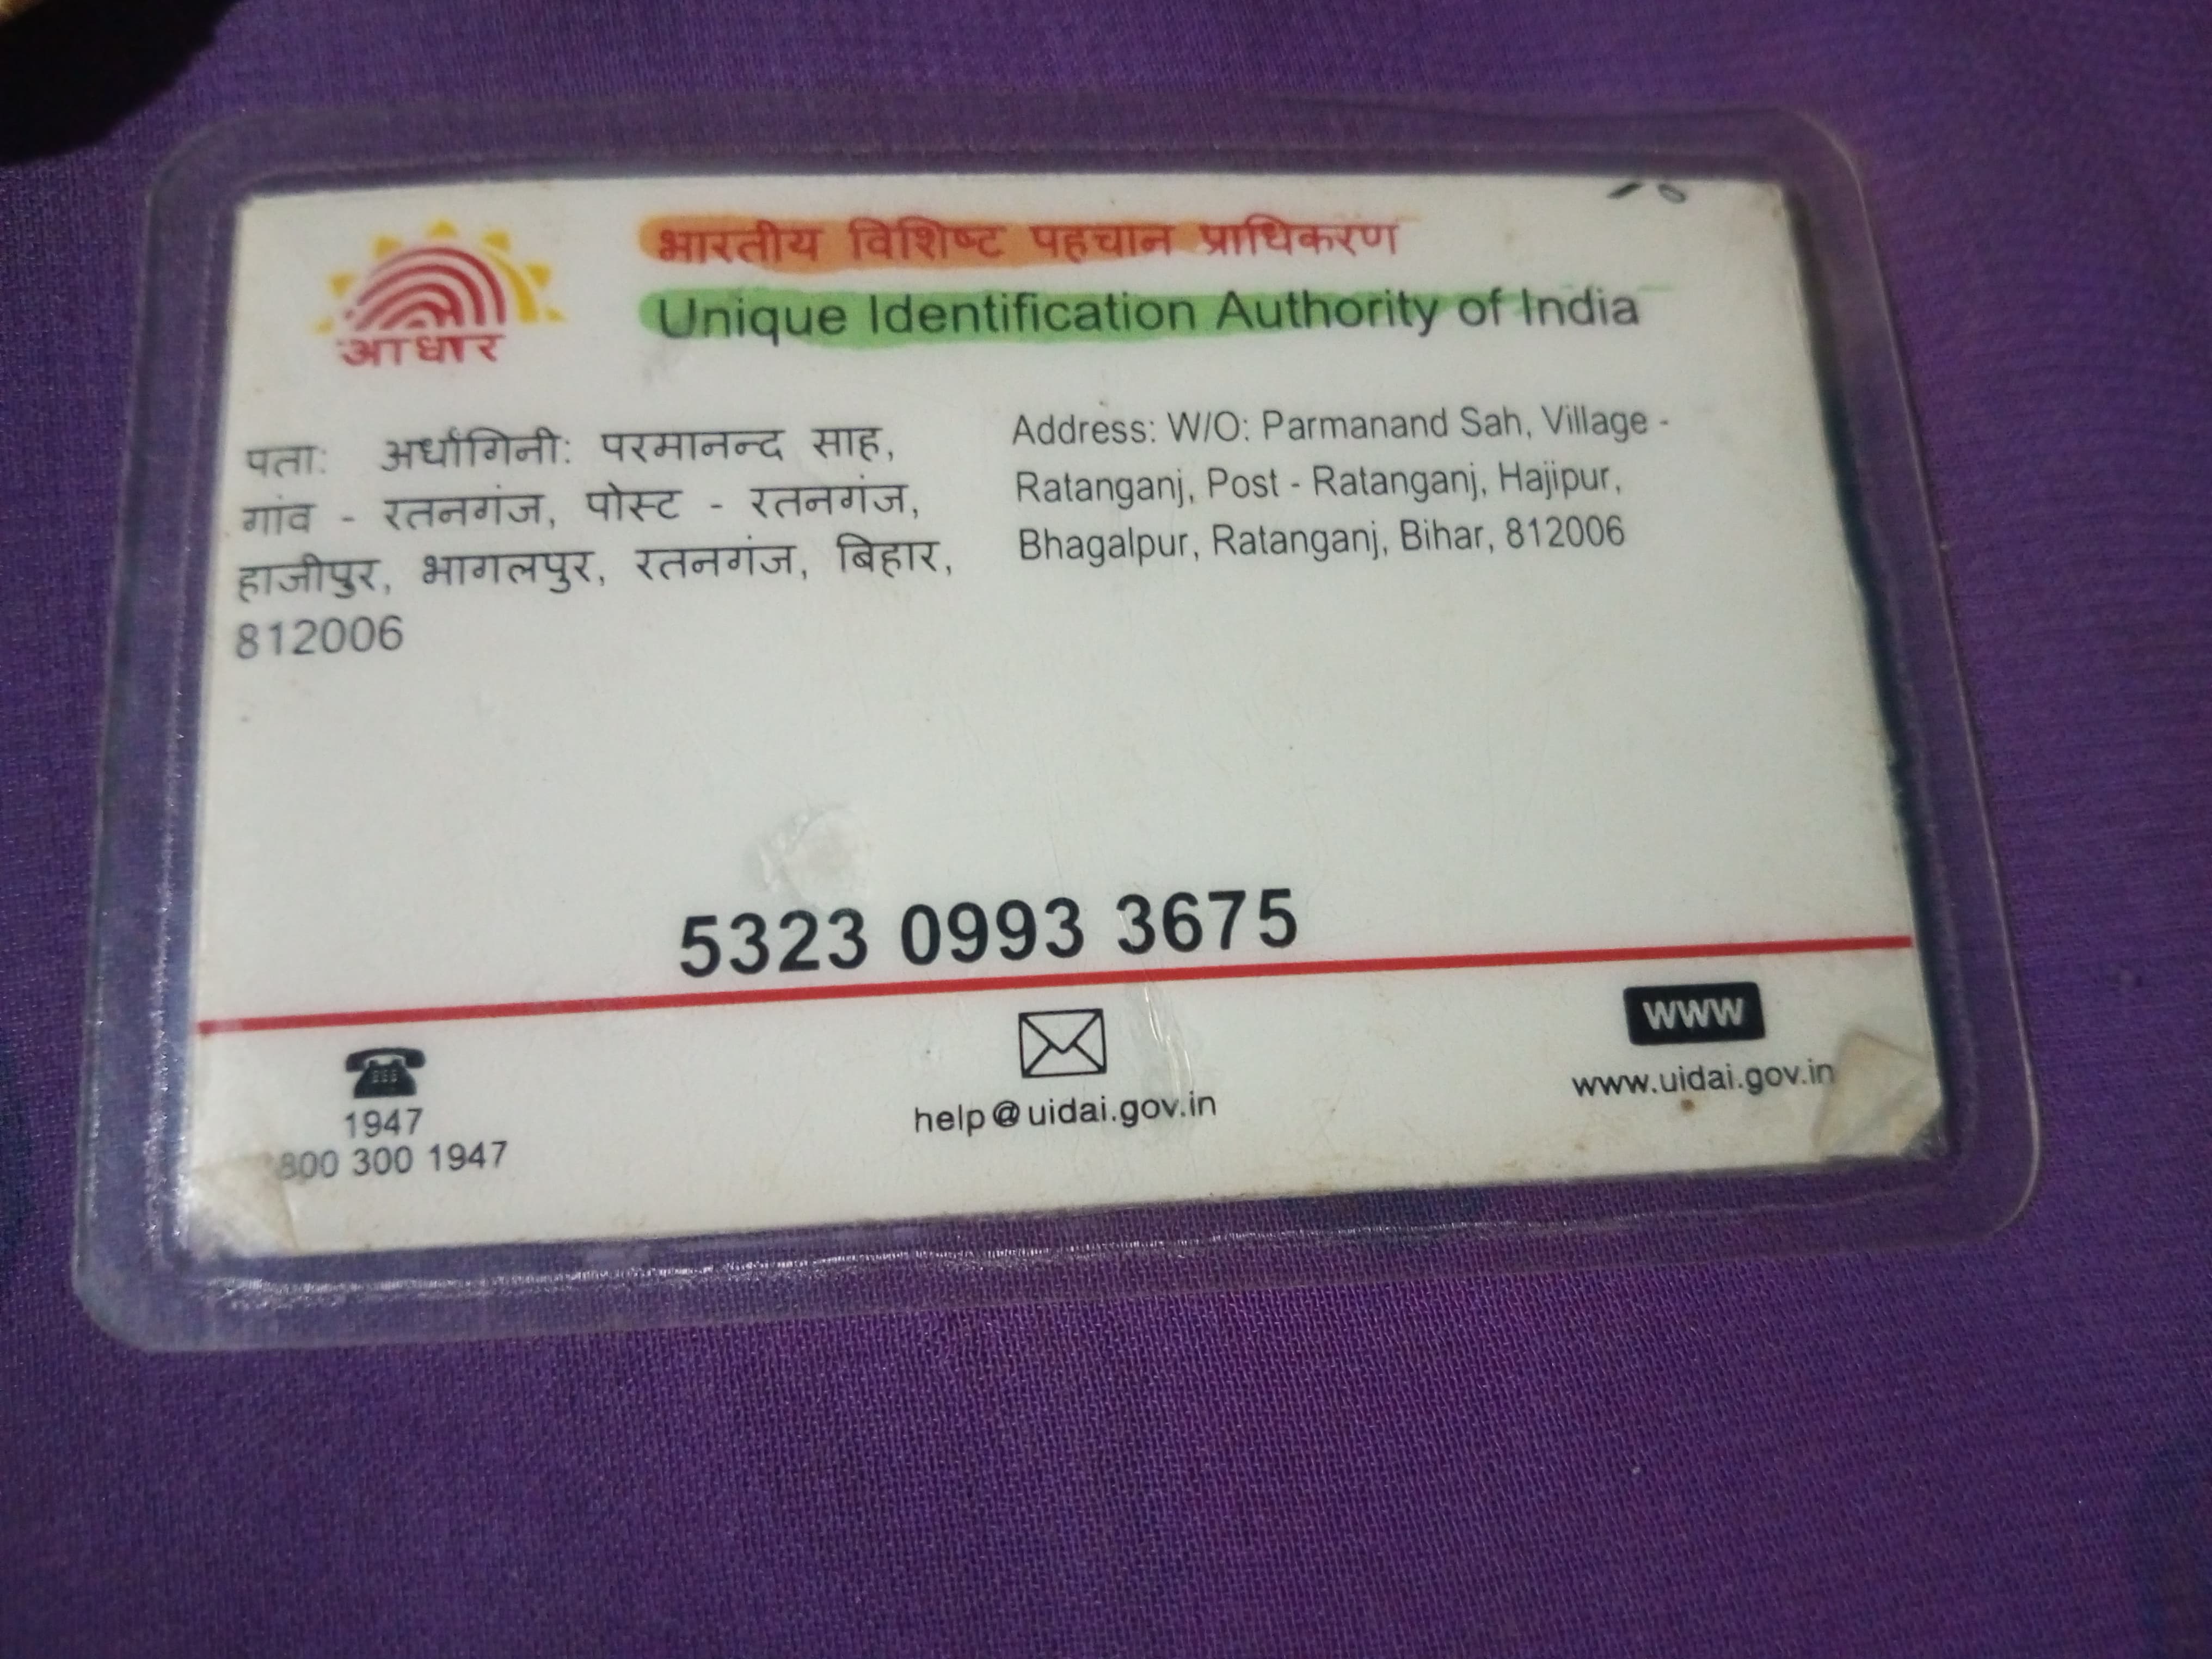 आधार
भारतीय विशिष्ट पहचान प्राधिकरण
Unique Identification Authority of India
पता: अर्धांगिनी: परमानन्द साह,
गांव - रतनगंज, पोस्ट - रतनगंज,
हाजीपुर, भागलपुर, रतनगंज, बिहार,
812006
Address: W/O: Parmanand Sah, Village -
Ratanganj, Post - Ratanganj, Hajipur,
Bhagalpur, Ratanganj, Bihar, 812006
5323 0993 3675
1947
800 300 1947
help@uidai.gov.in
WWW
www.uidai.gov.in